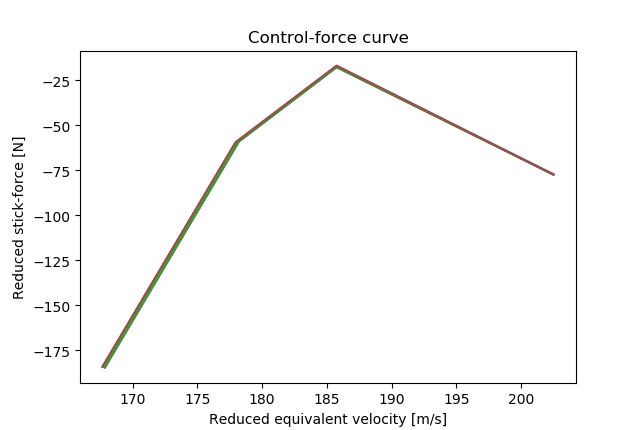 Control-force curve
Reduced stick-force [N]
−25
−50
−75
−100
−125
−150
−175
170 175 180 185 190 195 200
Reduced equivalent velocity [m/s]